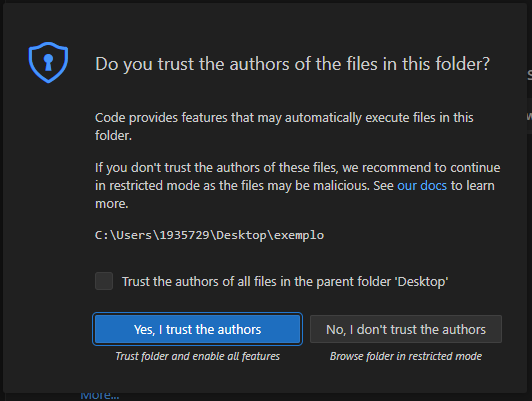 Do you trust the authors of the files in this folder?
Code provides features that may automatically execute files in this
folder.
If you don't trust the authors of these files, we recommend to continue
in restricted mode as the files may be malicious. See our docs to learn
more.
C:\Users\1935729\Desktop\exemplo
Trust the authors of all files in the parent folder 'Desktop'
Yes, I trust the authors
No, I don't trust the authors
Trust folder and enable all features
Browse folder in restricted mode
More...